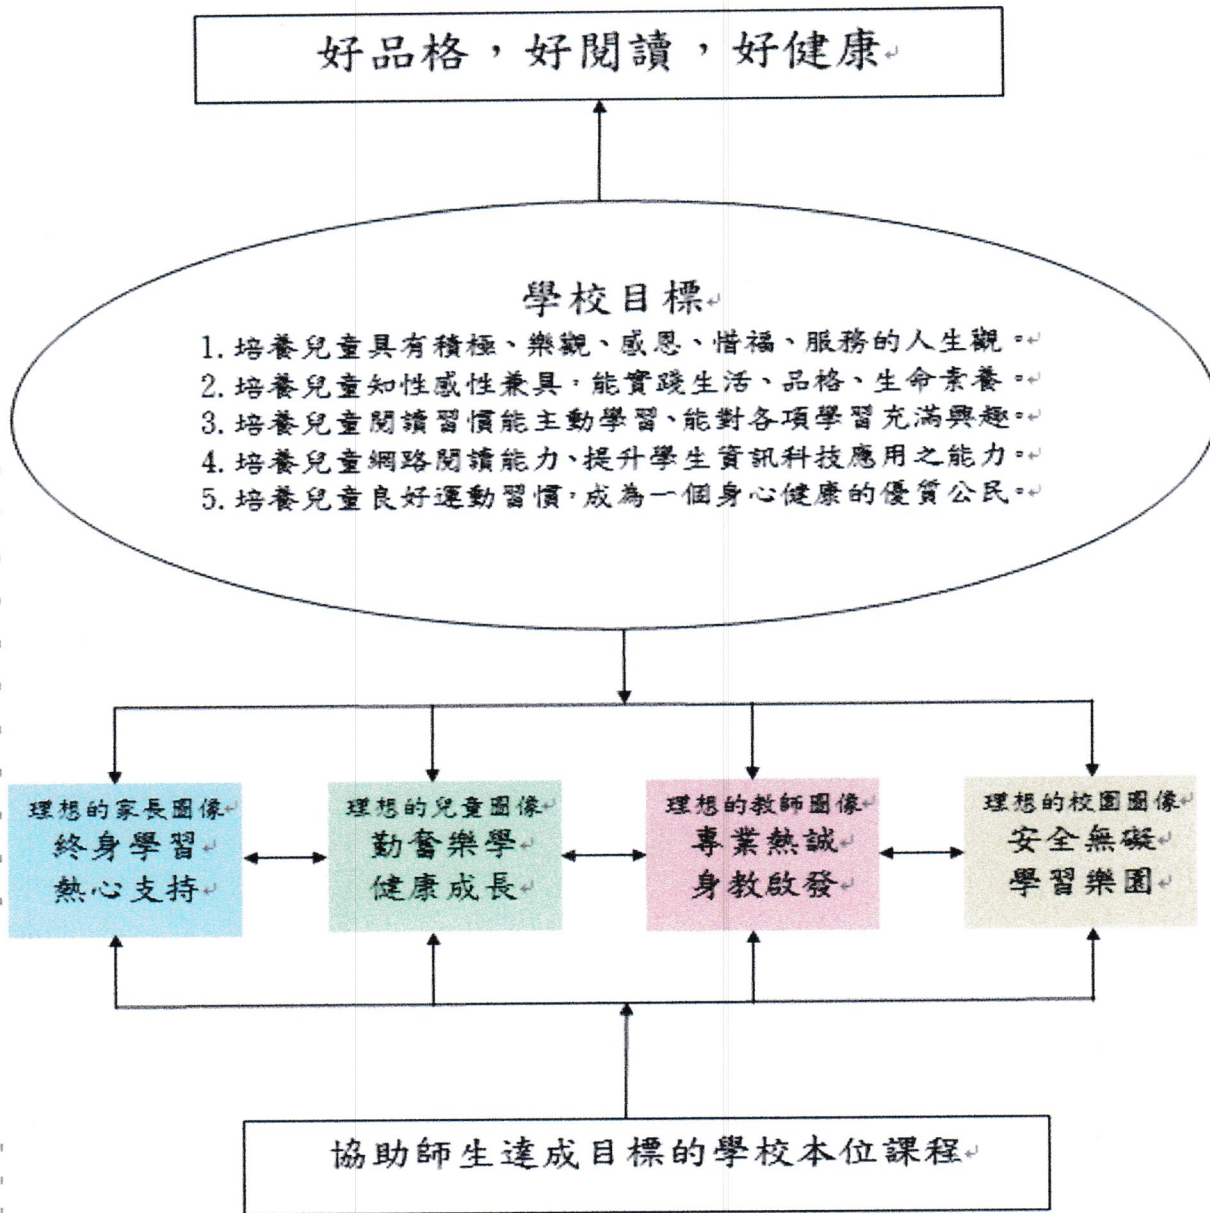 好品格，好閱讀，好健康
學校目標
1. 培養兒童具有積極、樂觀、感恩、惜福、服務的人生觀。
2. 培養兒童知性感性兼具，能實踐生活、品格、生命素養。
3. 培養兒童閱讀習慣能主動學習、能對各項學習充滿興趣。
4. 培養兒童網路閱讀能力、提升學生資訊科技應用之能力。
5. 培養兒童良好運動習慣，成為一個身心健康的優質公民。
理想的家長圖像
終身學習
熱心支持
理想的兒童圖像
勤奮樂學
健康成長
理想的教師圖像
專業熱誠
身教啟發
理想的校園圖像
安全無礙
學習樂園
協助師生達成目標的學校本位課程